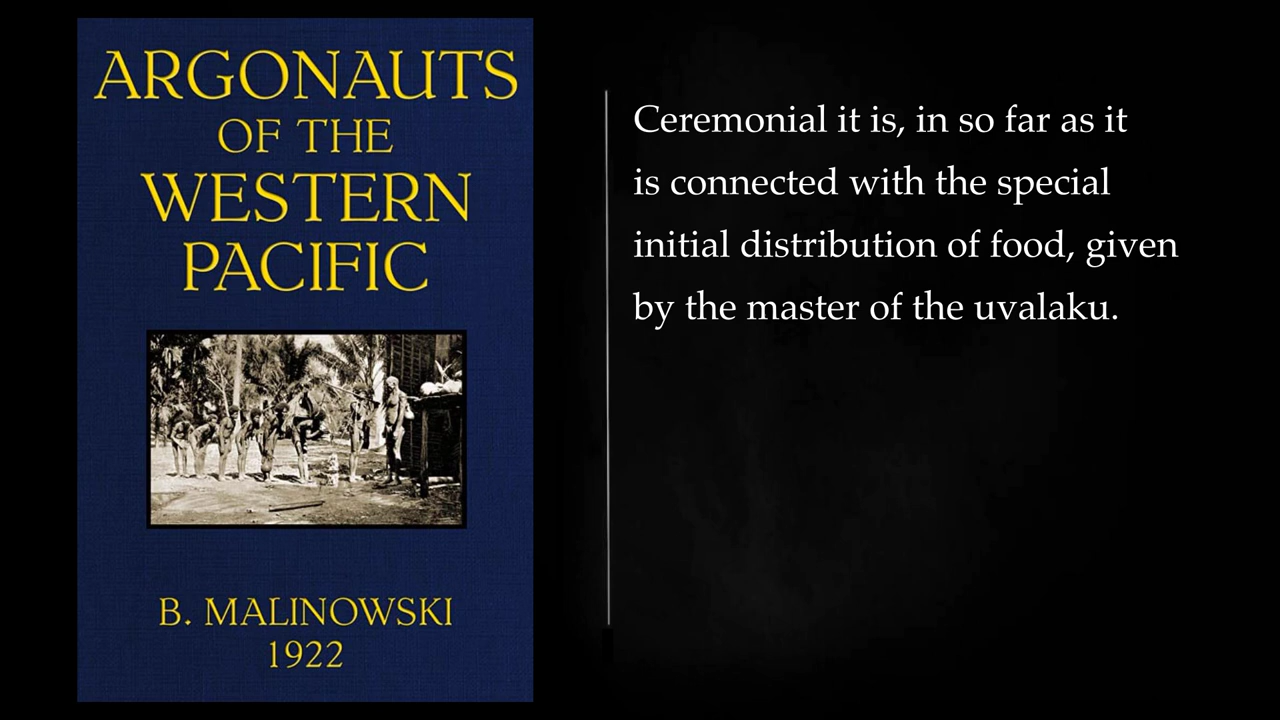 ARGONAUTS
OF THE
WESTERN
PACIFIC
B. MALINOWSKI
1922
Ceremonial it is, in so far as it
is connected with the special
initial distribution of food, given
by the master of the uvalaku.